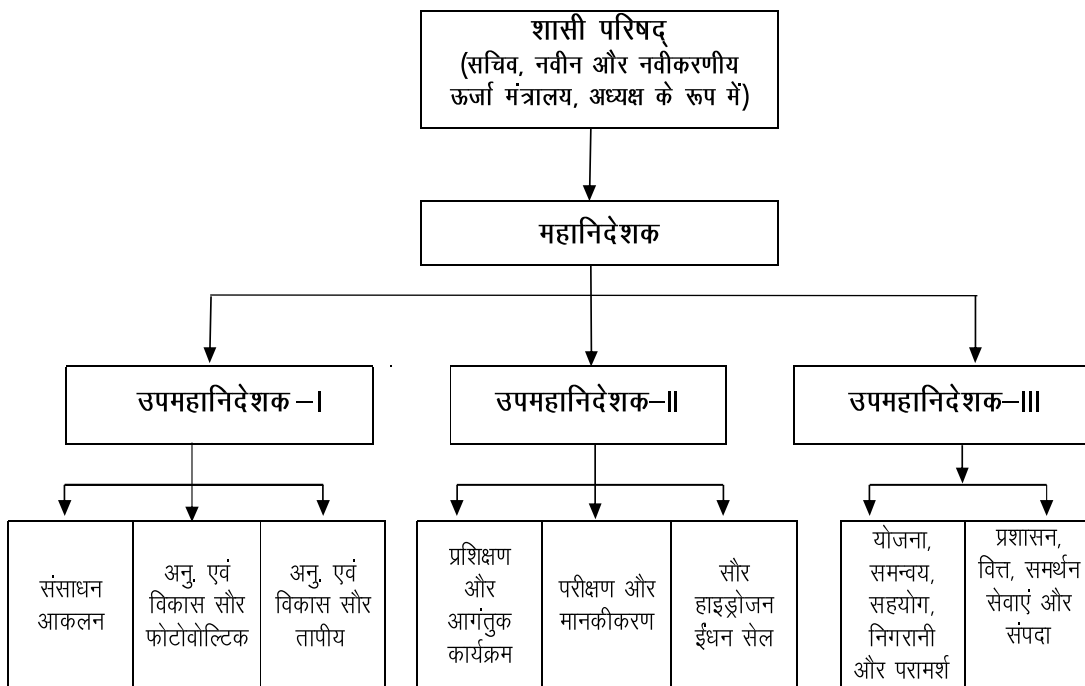 शासी परिषद्
(सचिव, नवीन और नवीकरणीय
ऊर्जा मंत्रालय, अध्यक्ष के रूप में)
महानिदेशक
उपमहानिदेशक –I
उपमहानिदेशक–II
उपमहानिदेशक–III
संसाधन
आकलन
अनु. एवं
विकास सौर
फोटोवोल्टिक
अनु. एवं
विकास सौर
तापीय
प्रशिक्षण
और
आगंतुक
कार्यक्रम
परीक्षण और
मानकीकरण
सौर
हाइड्रोजन
ईंधन सेल
योजना,
समन्वय,
सहयोग,
निगरानी
और परामर्श
प्रशासन,
वित्त, समर्थन
सेवाएं और
संपदा